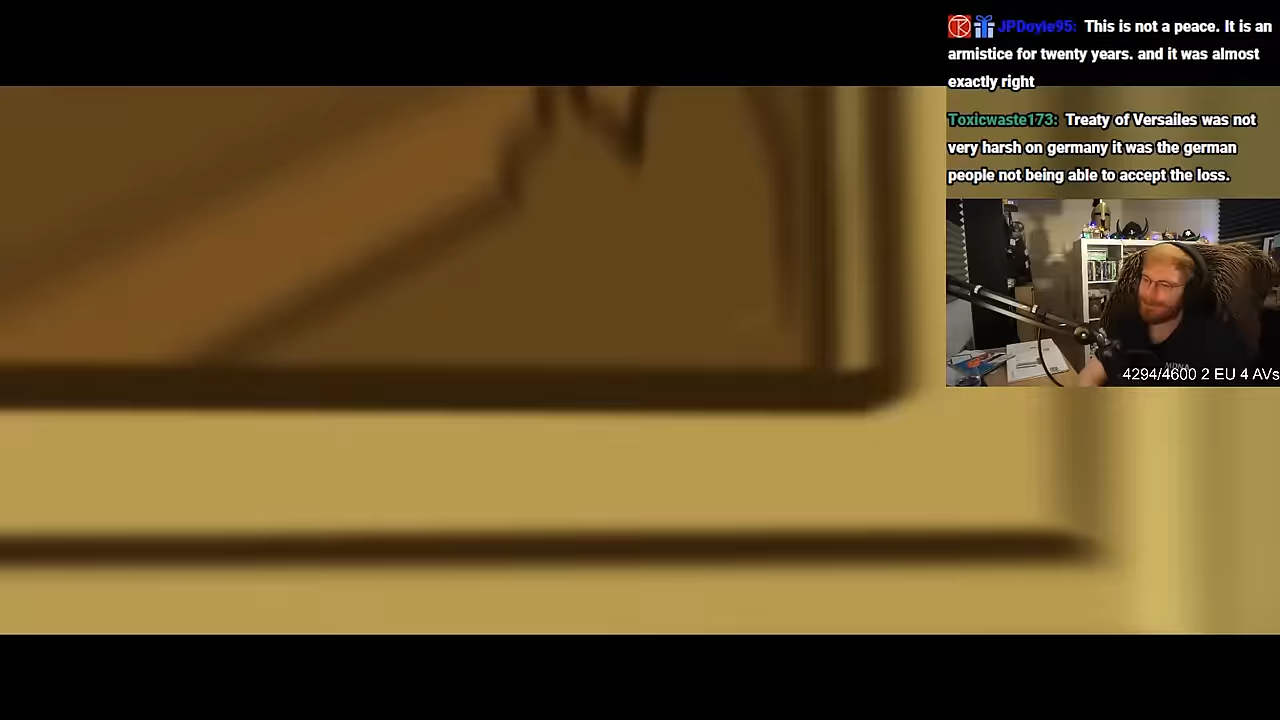 JPDoyle95: This is not a peace. It is an
armistice for twenty years. and it was almost
exactly right
Toxicwaste173: Treaty of Versailes was not
very harsh on germany it was the german
people not being able to accept the loss.
4294/4600 2 EU 4 AVs